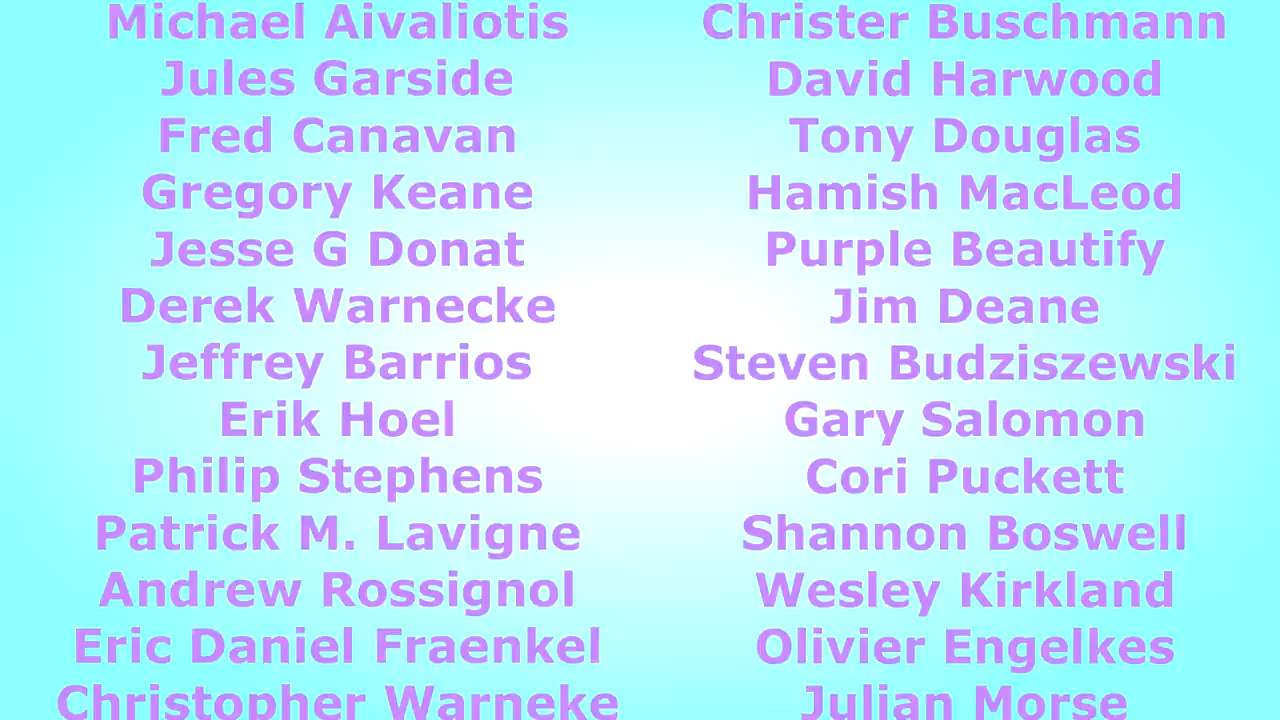 Michael Aivaliotis
Jules Garside
Fred Canavan
Gregory Keane
Jesse G Donat
Derek Warnecke
Jeffrey Barrios
Erik Hoel
Philip Stephens
Patrick M. Lavigne
Andrew Rossignol
Eric Daniel Fraenkel
Christopher Warneke
Christer Buschmann
David Harwood
Tony Douglas
Hamish MacLeod
Purple Beautify
Jim Deane
Steven Budziszewski
Gary Salomon
Cori Puckett
Shannon Boswell
Wesley Kirkland
Olivier Engelkes
Julian Morse